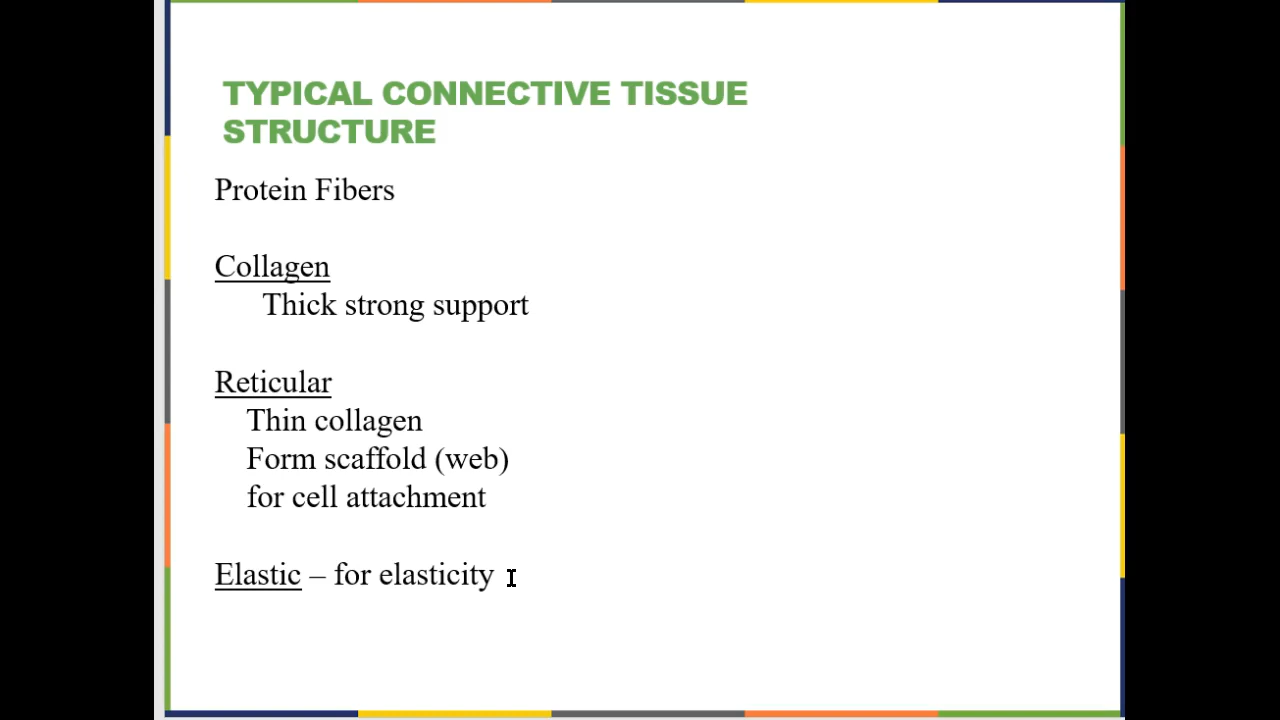 TYPICAL CONNECTIVE TISSUE
STRUCTURE
Protein Fibers
Collagen
Thick strong support
Reticular
Thin collagen
Form scaffold (web)
for cell attachment
Elastic – for elasticity